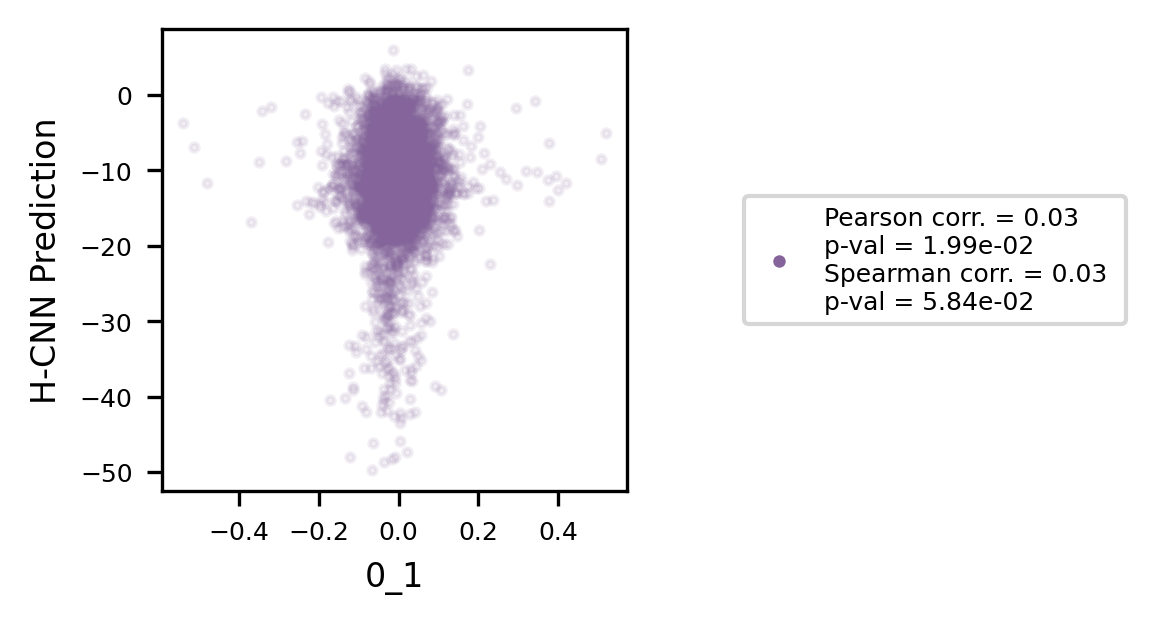 H-CNN Prediction
0
−10
−20
−30
−40
−50
−0.4 −0.2 0.0 0.2 0.4
0_1
Pearson corr. = 0.03
p-val = 1.99e-02
Spearman corr. = 0.03
p-val = 5.84e-02